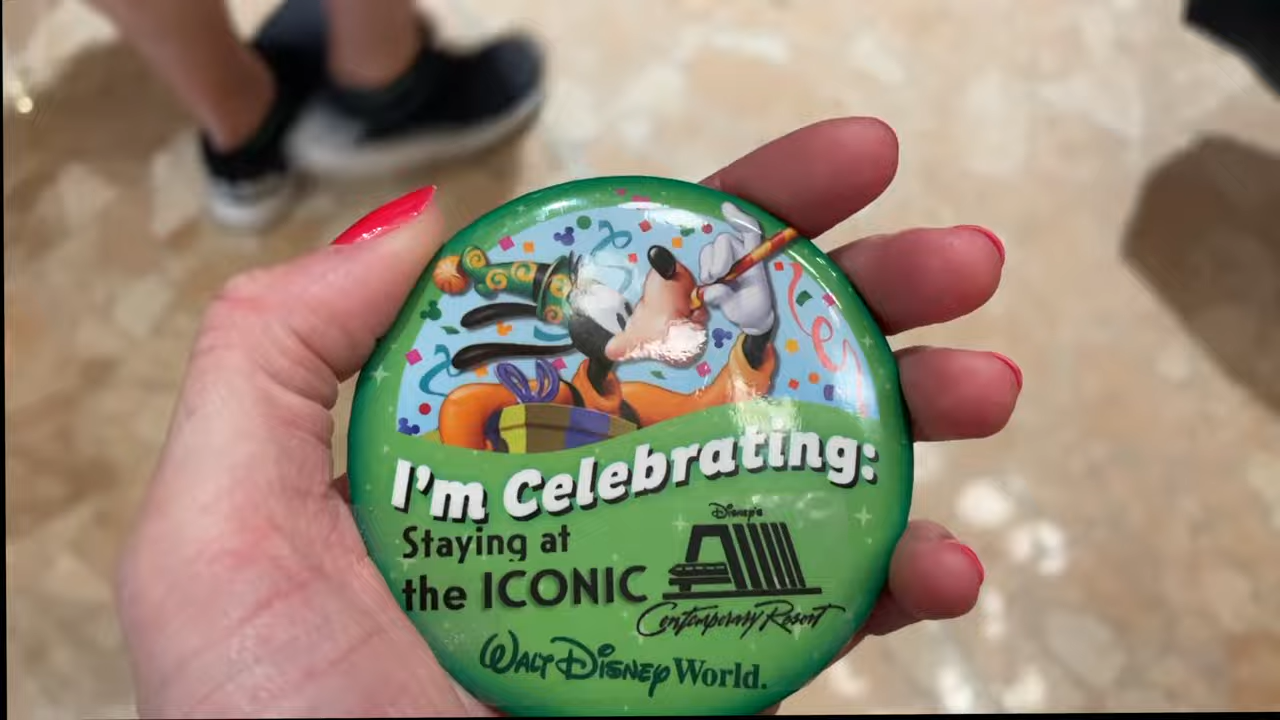 I'm Celebrating:
Staying at
the ICONIC
Disney's
Contemporary Resort
WALT DISNEY World.